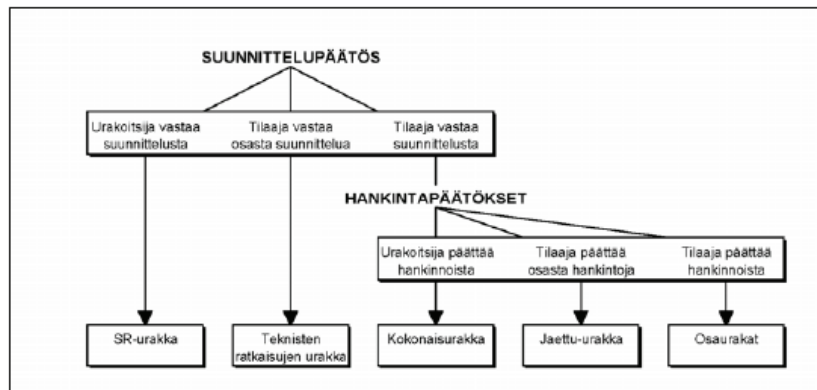 SUUNNITTELUPÄÄTÖS
Urakoitsija vastaa
suunnittelusta
Tilaaja vastaa
osasta suunnittelua
Tilaaja vastaa
suunnittelusta
HANKINTAPÄÄTÖKSET
Urakoitsija päättää
hankinnoista
Tilaaja päättää
osasta hankintoja
Tilaaja päättää
hankinnoista
SR-urakka
Teknisten
ratkaisujen urakka
Kokonaisurakka
Jaettu-urakka
Osaurakat